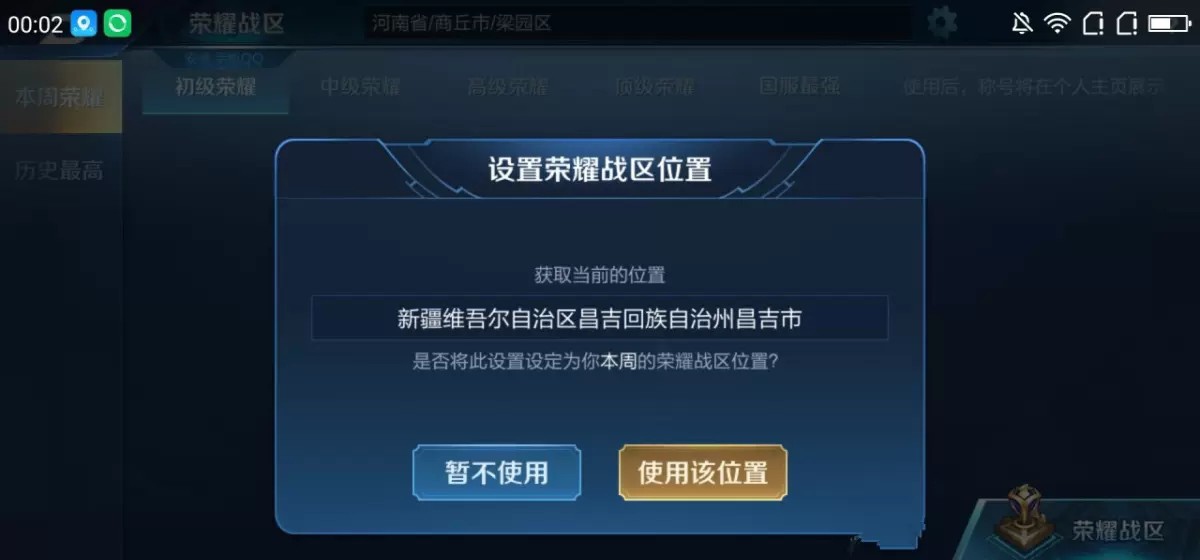 00:02
荣耀战区
河南省/商丘市/梁园区
本周荣耀
初级荣耀
中级荣耀
高级荣耀
顶级荣耀
国服最强
使用后，称号将在个人主页展示
历史最高
设置荣耀战区位置
获取当前的位置
新疆维吾尔自治区昌吉回族自治州昌吉市
是否将此设置设定为你本周的荣耀战区位置?
暂不使用
使用该位置
荣耀战区